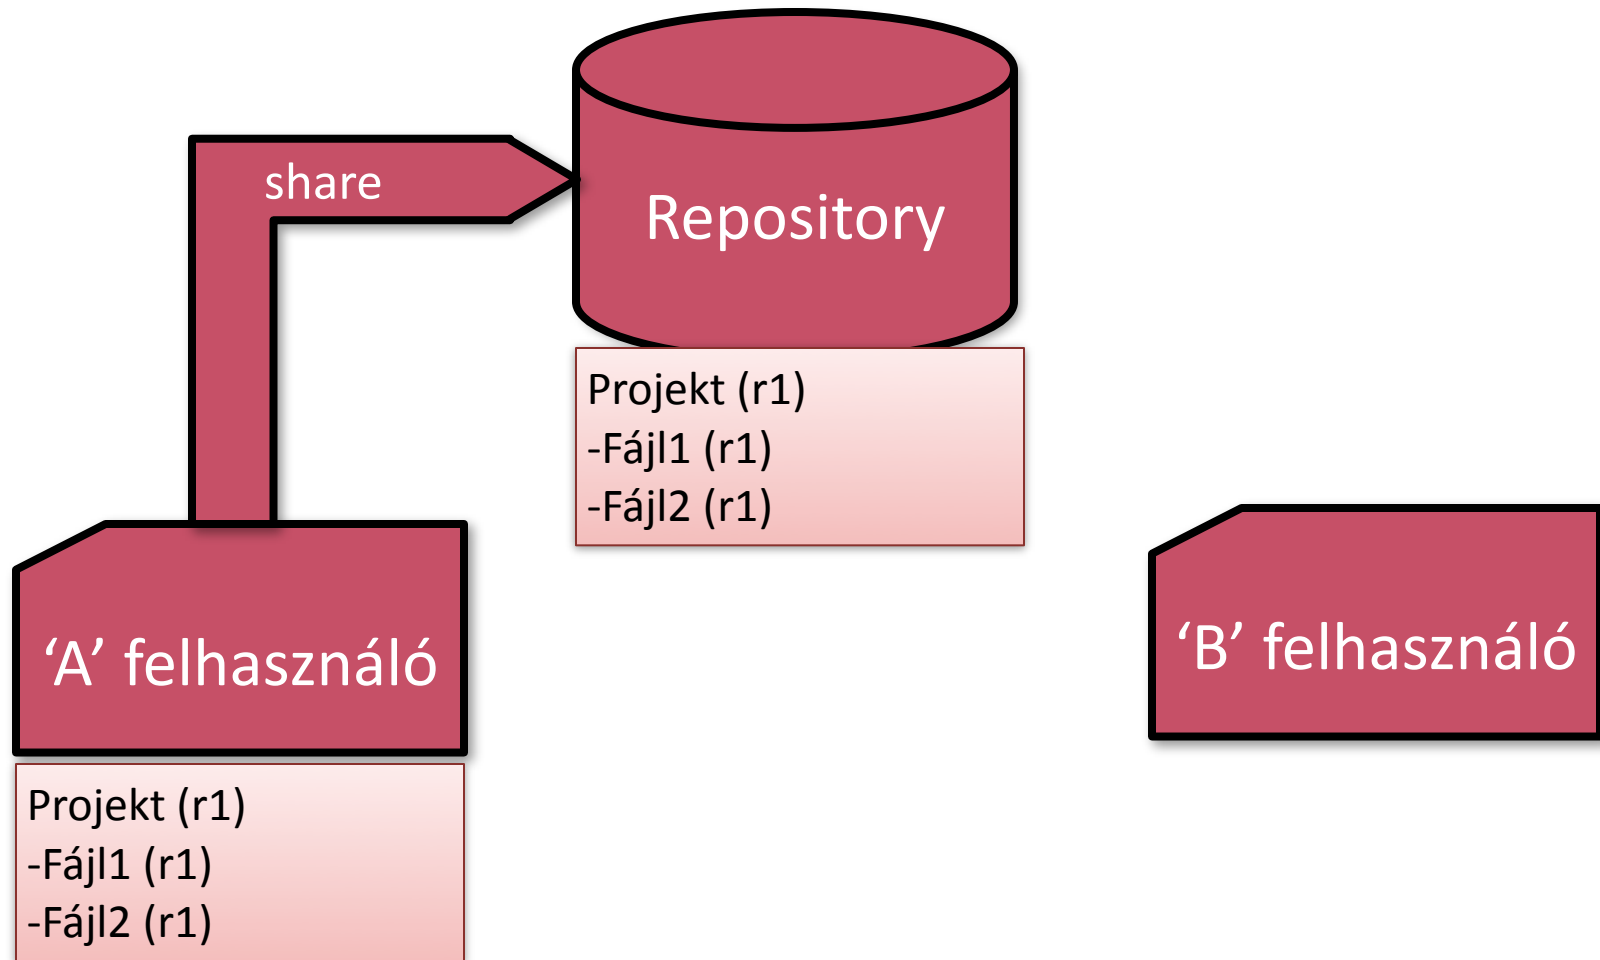 share
Repository
Projekt (r1)
-Fájl1 (r1)
-Fájl2 (r1)
‘A’ felhasználó
Projekt (r1)
-Fájl1 (r1)
-Fájl2 (r1)
‘B’ felhasználó